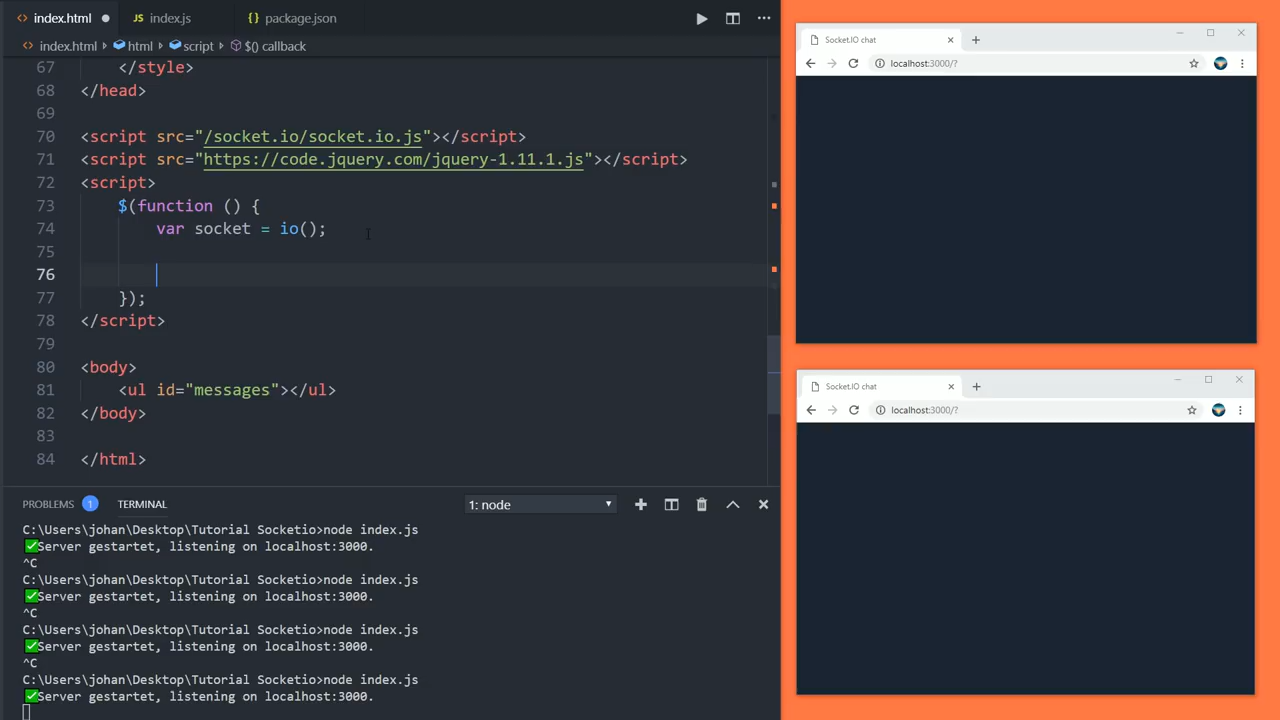 index.html
JS index.js
{} package.json
index.html > html > script > $() callback
67 </style>
68 </head>
69
70 <script src="/socket.io/socket.io.js"></script>
71 <script src="https://code.jquery.com/jquery-1.11.1.js"></script>
72 <script>
73 $(function () {
74 var socket = io();
75
76
77 });
78 </script>
79
80 <body>
81 <ul id="messages"></ul>
82 </body>
83
84 </html>
PROBLEMS 1 TERMINAL 1: node
C:\Users\johan\Desktop\Tutorial Socketio>node index.js
✅Server gestartet, listening on localhost:3000.
^C
C:\Users\johan\Desktop\Tutorial Socketio>node index.js
✅Server gestartet, listening on localhost:3000.
^C
C:\Users\johan\Desktop\Tutorial Socketio>node index.js
✅Server gestartet, listening on localhost:3000.
^C
C:\Users\johan\Desktop\Tutorial Socketio>node index.js
✅Server gestartet, listening on localhost:3000.
Socket.IO chat
localhost:3000/?
Socket.IO chat
localhost:3000/?